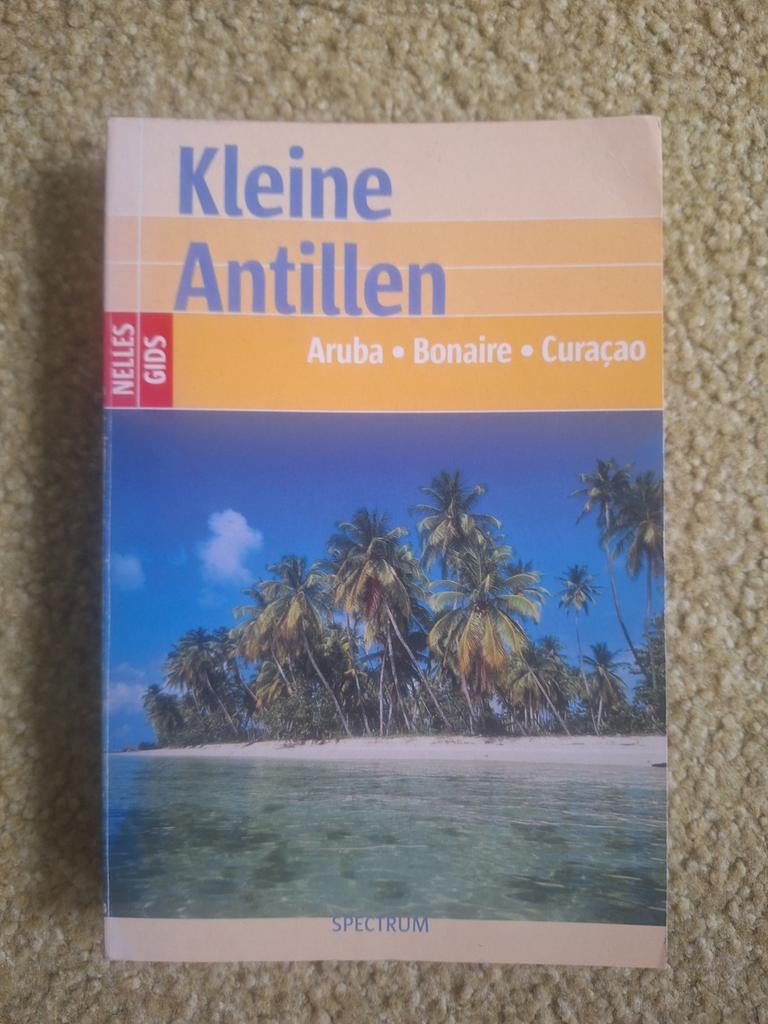 Kleine
Antillen
Aruba • Bonaire • Curaçao
NELLES
GIDS
SPECTRUM